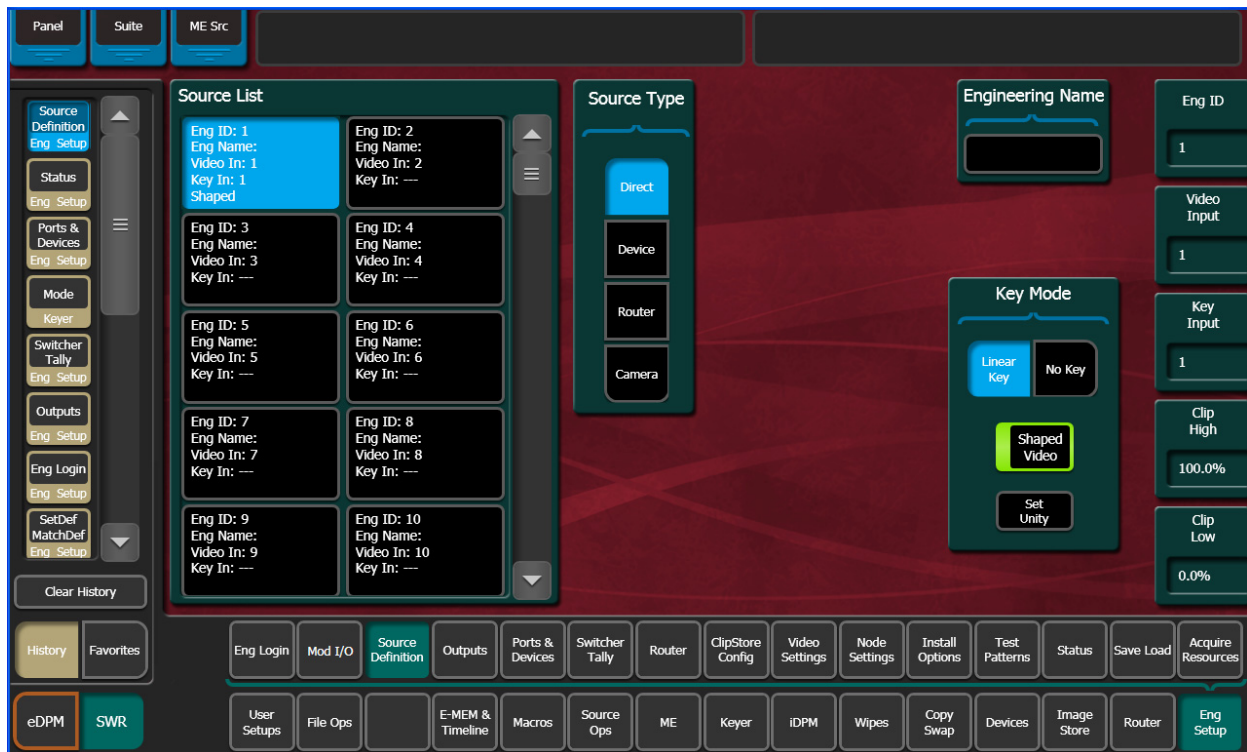 Panel
Suite
ME Src
Source
Definition
Eng Setup
Status
Eng Setup
Ports &
Devices
Eng Setup
Mode
Keyer
Switcher
Tally
Eng Setup
Outputs
Eng Setup
Eng Login
Eng Setup
SetDef
MatchDef
Eng Setup
Clear History
History
Favorites
eDPM
SWR
Source List
Eng ID: 1
Eng Name:
Video In: 1
Key In: 1
Shaped
Eng ID: 2
Eng Name:
Video In: 2
Key In: ---
Eng ID: 3
Eng Name:
Video In: 3
Key In: ---
Eng ID: 4
Eng Name:
Video In: 4
Key In: ---
Eng ID: 5
Eng Name:
Video In: 5
Key In: ---
Eng ID: 6
Eng Name:
Video In: 6
Key In: ---
Eng ID: 7
Eng Name:
Video In: 7
Key In: ---
Eng ID: 8
Eng Name:
Video In: 8
Key In: ---
Eng ID: 9
Eng Name:
Video In: 9
Key In: ---
Eng ID: 10
Eng Name:
Video In: 10
Key In: ---
Source Type
Direct
Device
Router
Camera
Engineering Name
Key Mode
Linear
Key
No Key
Shaped
Video
Set
Unity
Eng ID
1
Video
Input
1
Key
Input
1
Clip
High
100.0%
Clip
Low
0.0%
Eng Login
Mod I/O
Source
Definition
Outputs
Ports &
Devices
Switcher
Tally
Router
ClipStore
Config
Video
Settings
Node
Settings
Install
Options
Test
Patterns
Status
Save Load
Acquire
Resources
User
Setups
File Ops
E-MEM &
Timeline
Macros
Source
Ops
ME
Keyer
iDPM
Wipes
Copy
Swap
Devices
Image
Store
Router
Eng
Setup